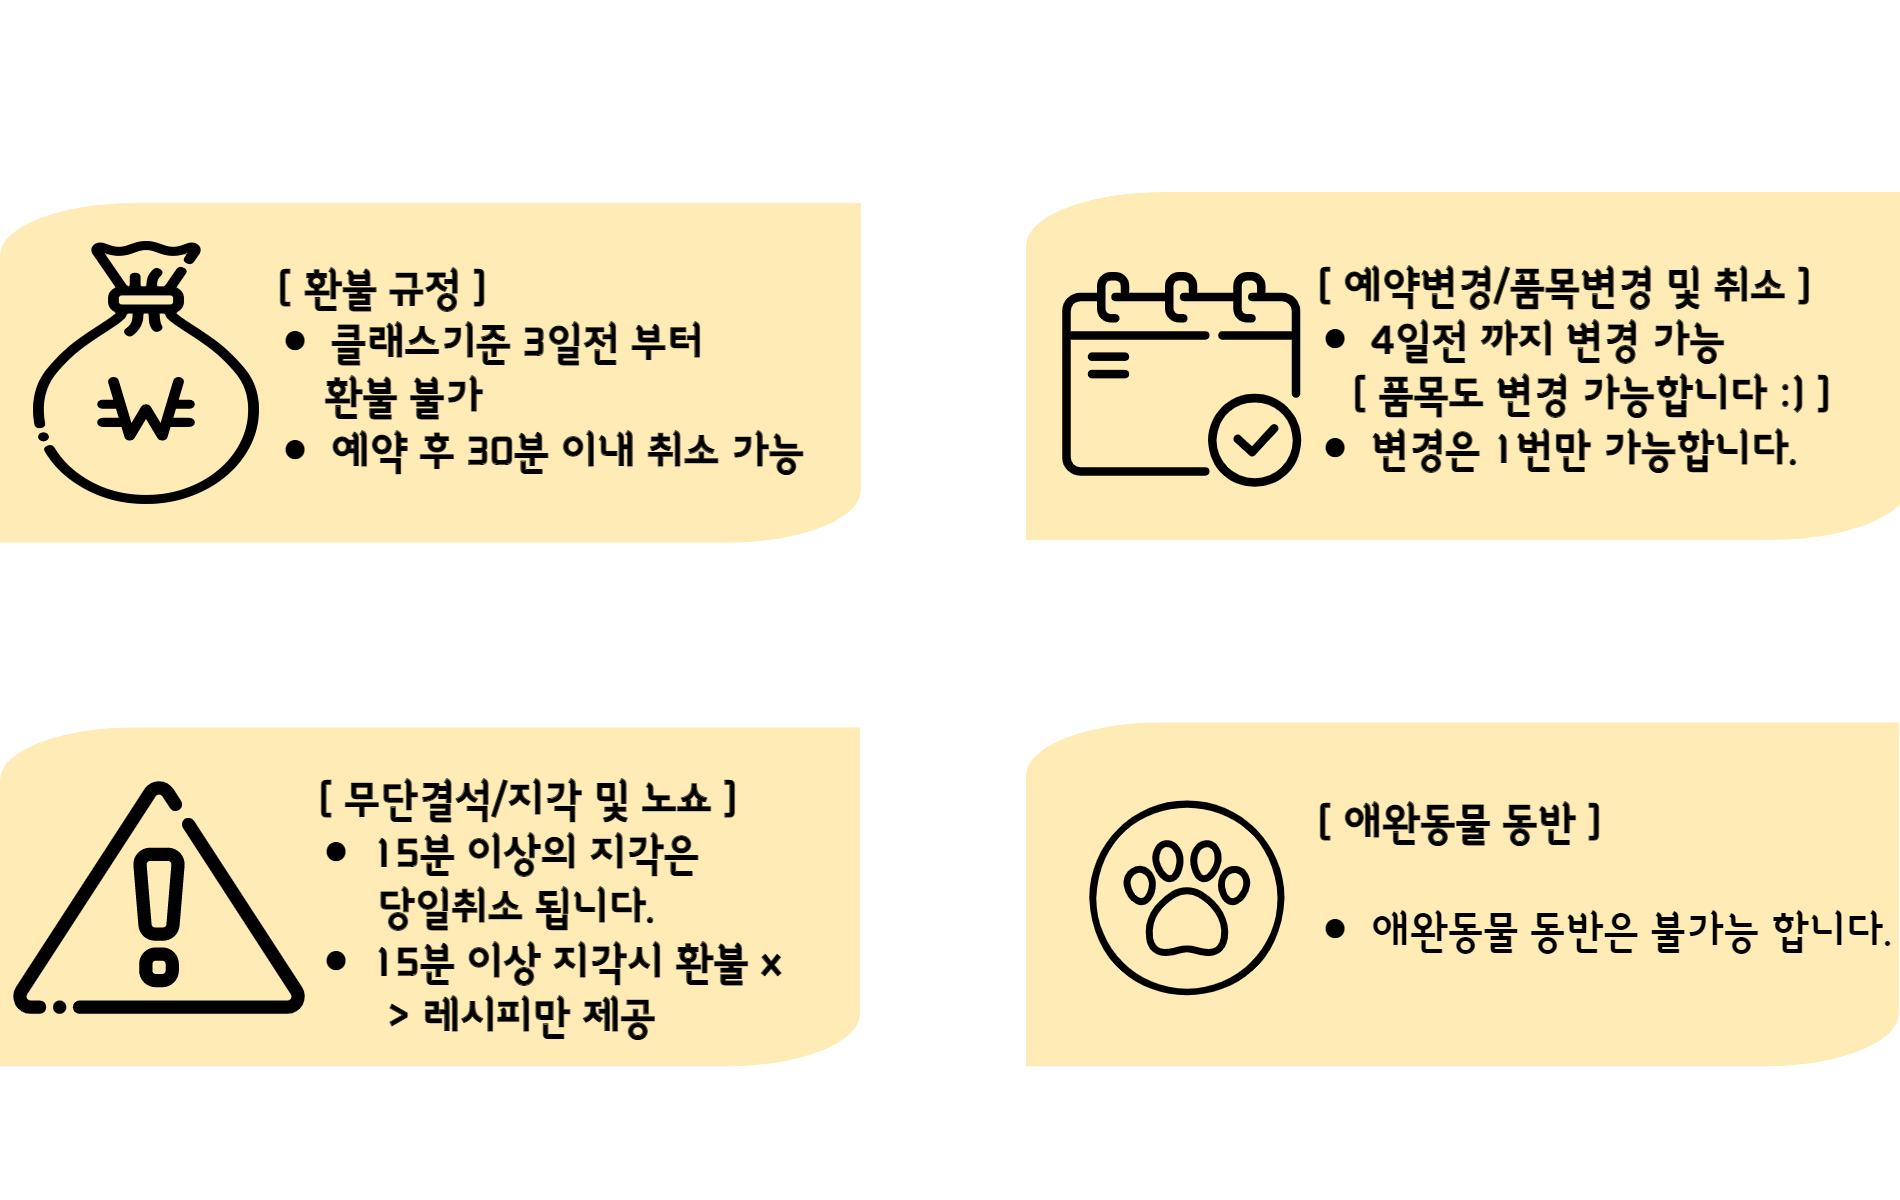 [ 환불 규정 ]
● 클래스기준 3일전 부터
환불 불가
● 예약 후 30분 이내 취소 가능
[ 예약변경/품목변경 및 취소 ]
● 4일전 까지 변경 가능
[ 품목도 변경 가능합니다 :) ]
● 변경은 1번만 가능합니다.
[ 무단결석/지각 및 노쇼 ]
● 15분 이상의 지각은
당일취소 됩니다.
● 15분 이상 지각시 환불 ×
> 레시피만 제공
[ 애완동물 동반 ]
● 애완동물 동반은 불가능 합니다.